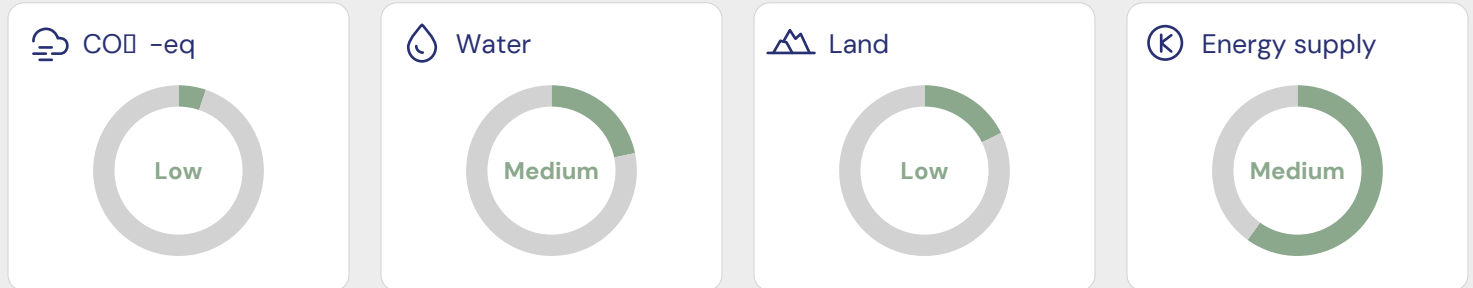 CO▯ -eq
Water
Land
Energy supply
Low
Medium
Low
Medium